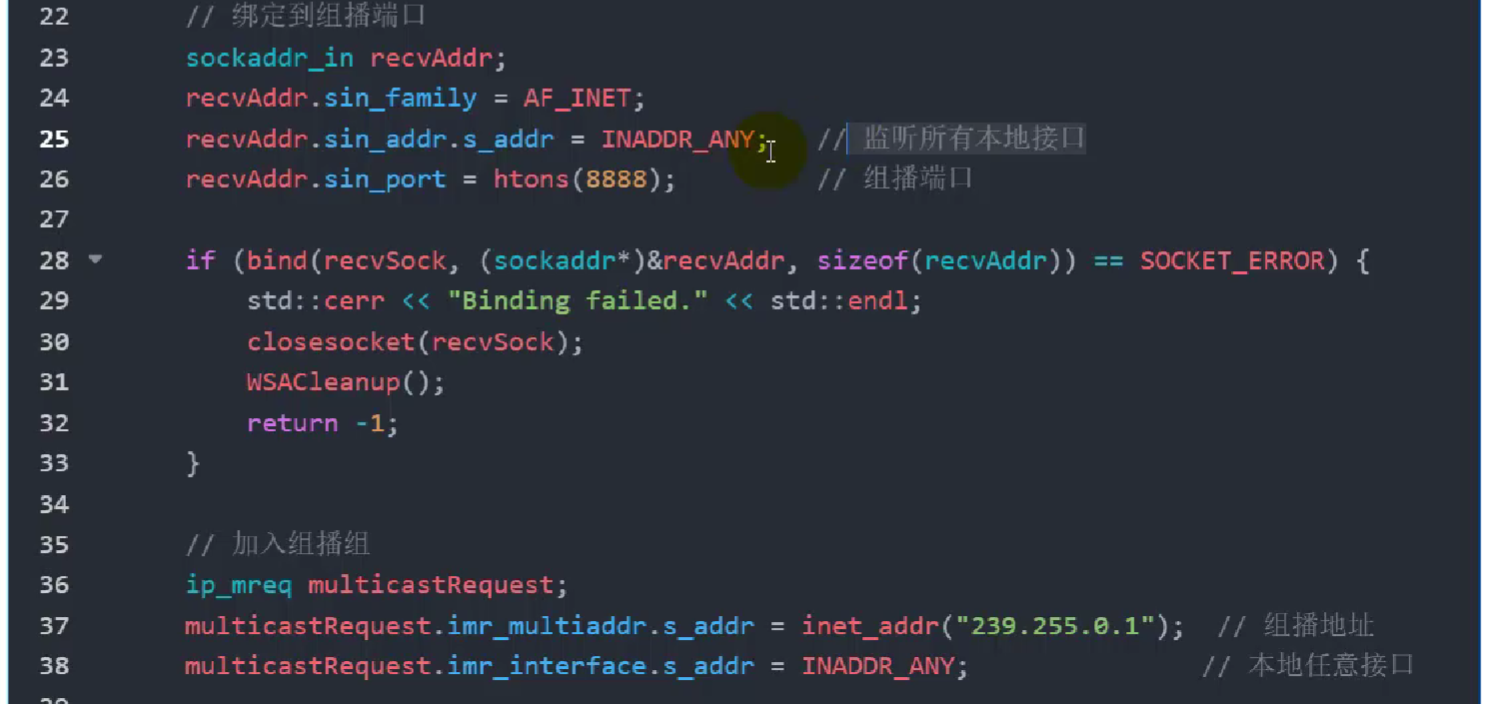 22 // 绑定到组播端口
23 sockaddr_in recvAddr;
24 recvAddr.sin_family = AF_INET;
25 recvAddr.sin_addr.s_addr = INADDR_ANY; // 监听所有本地接口
26 recvAddr.sin_port = htons(8888); // 组播端口
27
28 if (bind(recvSock, (sockaddr*)&recvAddr, sizeof(recvAddr)) == SOCKET_ERROR) {
29 std::cerr << "Binding failed." << std::endl;
30 closesocket(recvSock);
31 WSACleanup();
32 return -1;
33 }
34
35 // 加入组播组
36 ip_mreq multicastRequest;
37 multicastRequest.imr_multiaddr.s_addr = inet_addr("239.255.0.1"); // 组播地址
38 multicastRequest.imr_interface.s_addr = INADDR_ANY; // 本地任意接口